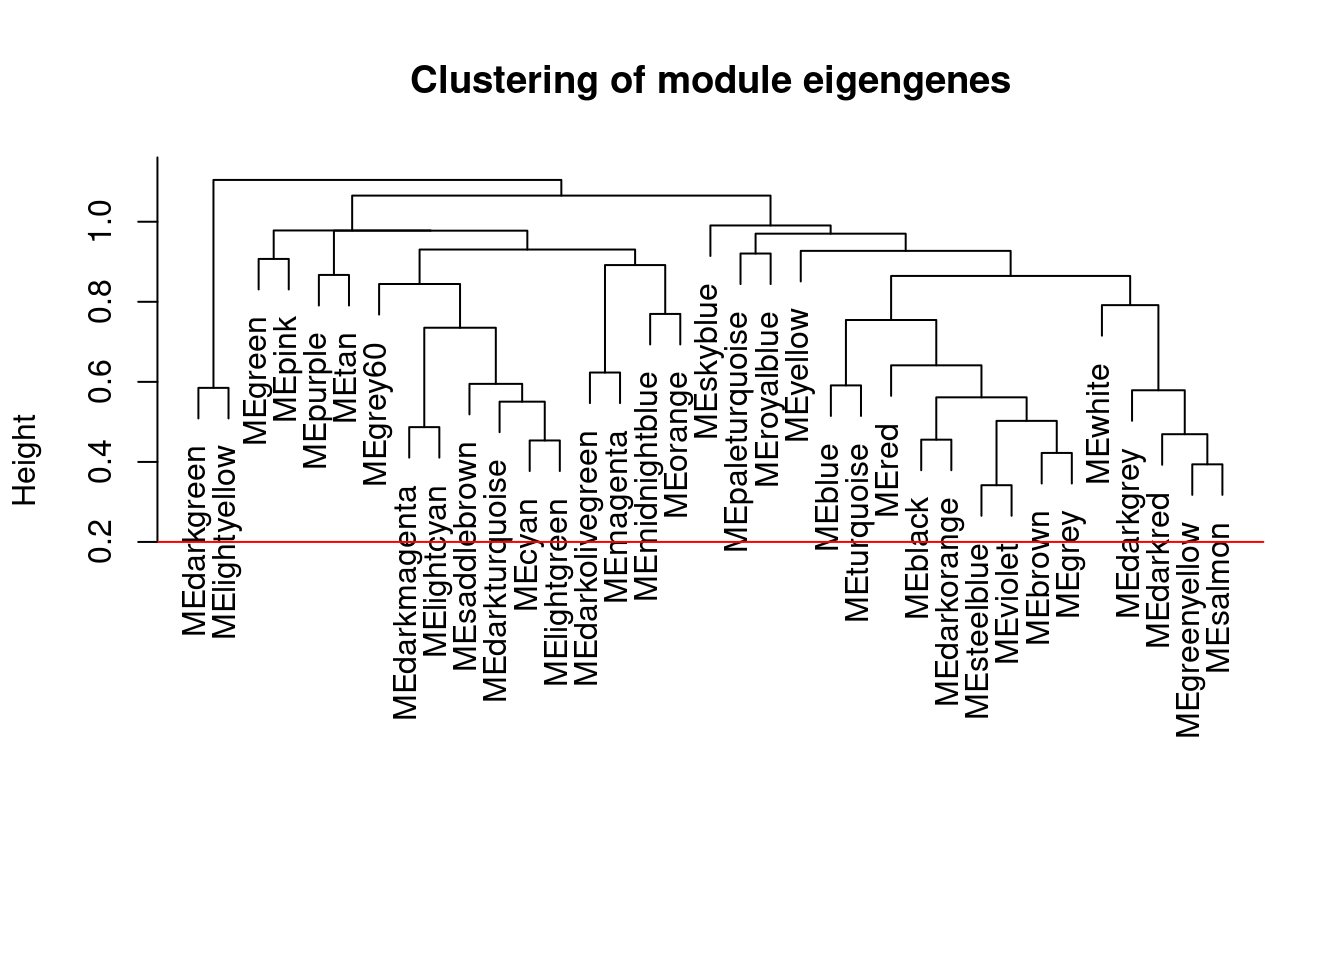 Clustering of module eigengenes
Height
1.0
0.8
0.6
0.4
0.2
MEdarkgreen
MElightyellow
MEgreen
MEpink
MEpurple
MEtan
MEgrey60
MEdarkmagenta
MElightcyan
MEsaddlebrown
MEdarkturquoise
MEcyan
MElightgreen
MEdarkolivegreen
MEmagenta
MEmidnightblue
MEorange
MEskyblue
MEpaleturquoise
MEroyalblue
MEyellow
MEblue
MEturquoise
MEred
MEblack
MEdarkorange
MEsteelblue
MEviolet
MEbrown
MEgrey
MEwhite
MEdarkgrey
MEdarkred
MEgreenyellow
MEsalmon